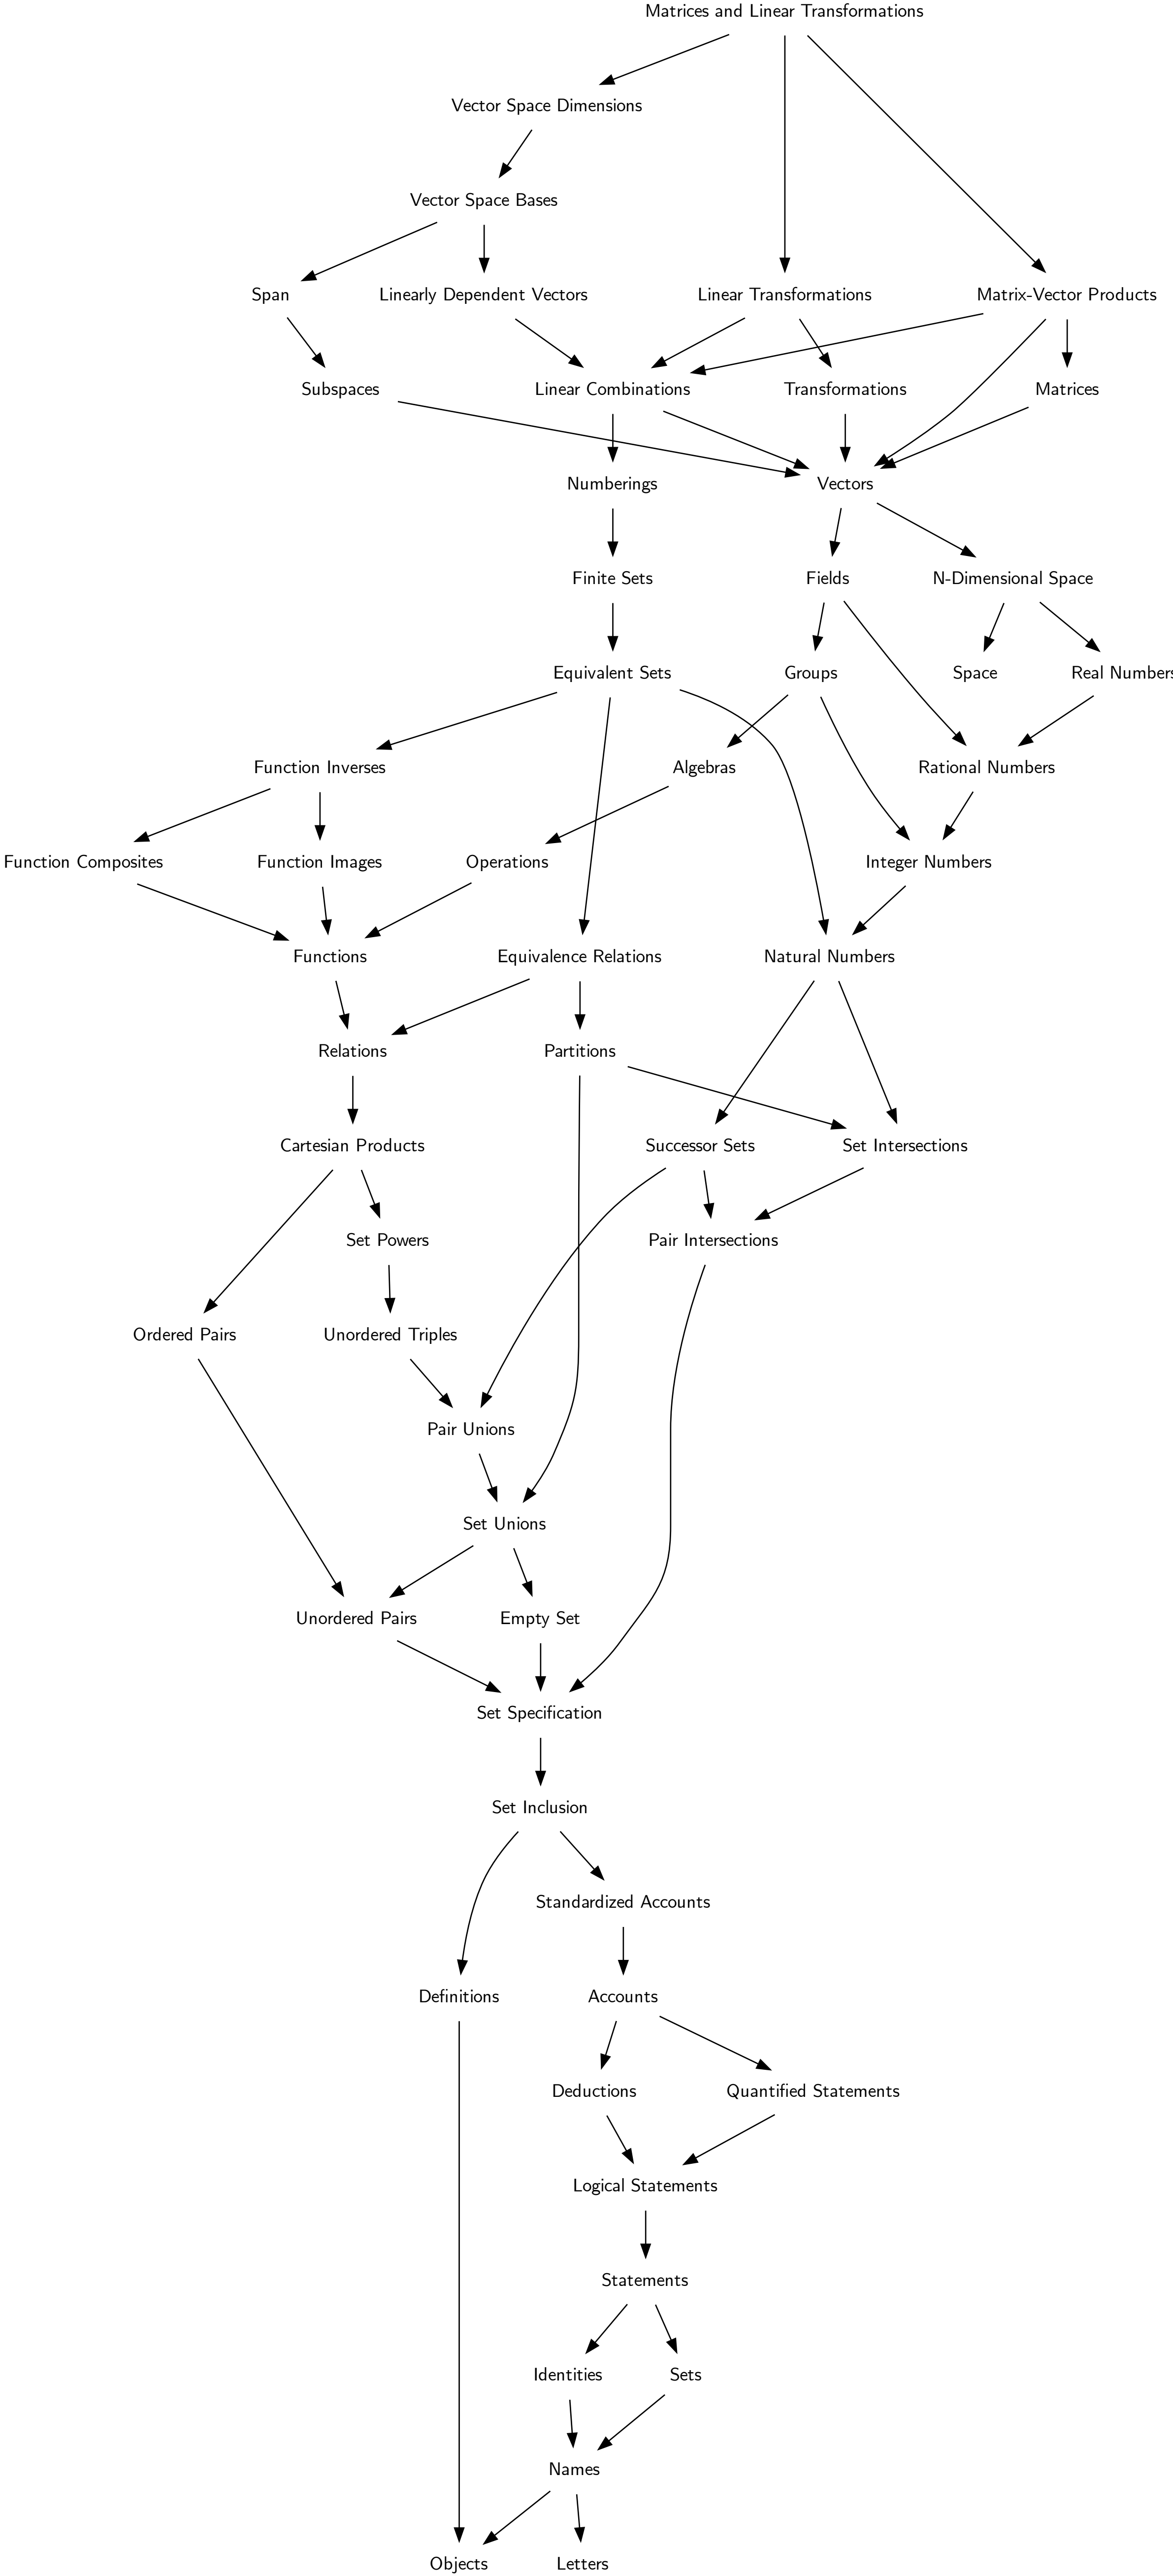 Matrices and Linear Transformations
Vector Space Dimensions
Vector Space Bases
Span
Linearly Dependent Vectors
Linear Transformations
Matrix-Vector Products
Subspaces
Linear Combinations
Transformations
Matrices
Numberings
Vectors
Finite Sets
Fields
N-Dimensional Space
Equivalent Sets
Groups
Space
Real Numbers
Function Inverses
Algebras
Rational Numbers
Function Composites
Function Images
Operations
Integer Numbers
Functions
Equivalence Relations
Natural Numbers
Relations
Partitions
Cartesian Products
Successor Sets
Set Intersections
Set Powers
Pair Intersections
Ordered Pairs
Unordered Triples
Pair Unions
Set Unions
Unordered Pairs
Empty Set
Set Specification
Set Inclusion
Standardized Accounts
Definitions
Accounts
Deductions
Quantified Statements
Logical Statements
Statements
Identities
Sets
Names
Objects
Letters